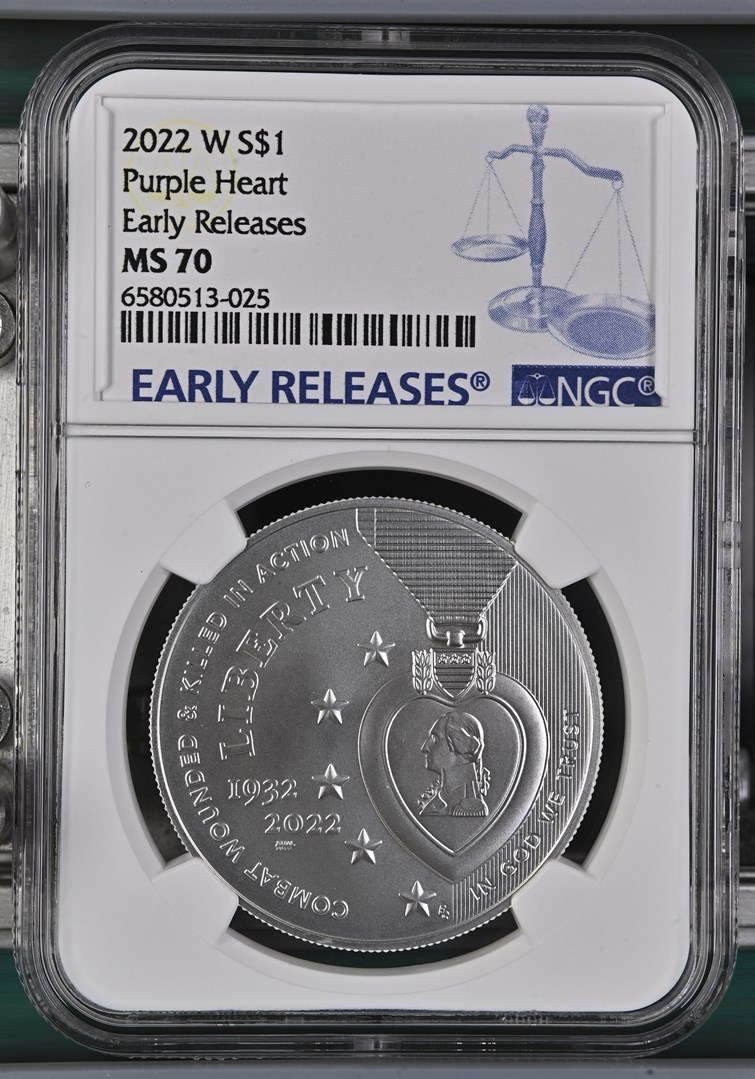 2022 W S$1
Purple Heart
Early Releases
MS 70
6580513-025
EARLY RELEASES®
NGC®
COMBAT WOUNDED & KILLED IN ACTION
LIBERTY
1932
2022
IN GOD WE TRUST